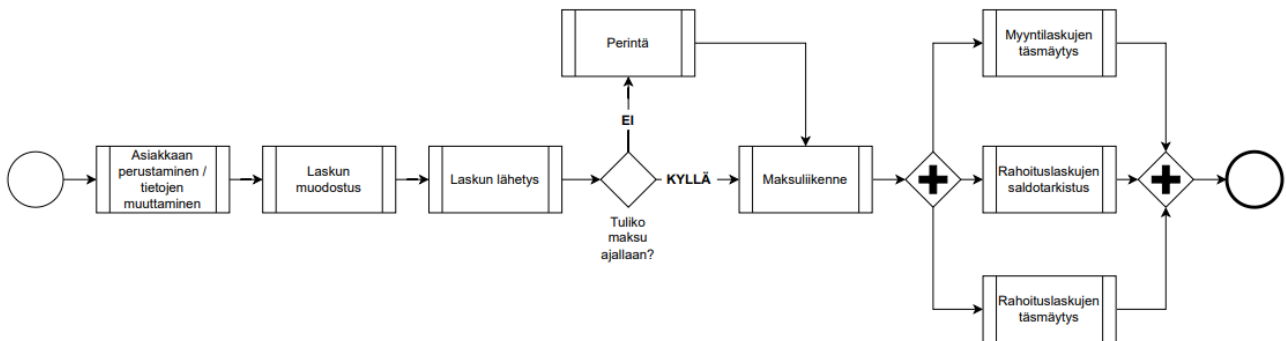 Asiakkaan
perustaminen /
tietojen
muuttaminen
Laskun
muodostus
Laskun lähetys
Tuliko
maksu
ajallaan?
EI
Perintä
KYLLÄ
Maksuliikenne
Myyntilaskujen
täsmäytys
Rahoituslaskujen
saldotarkistus
Rahoituslaskujen
täsmäytys